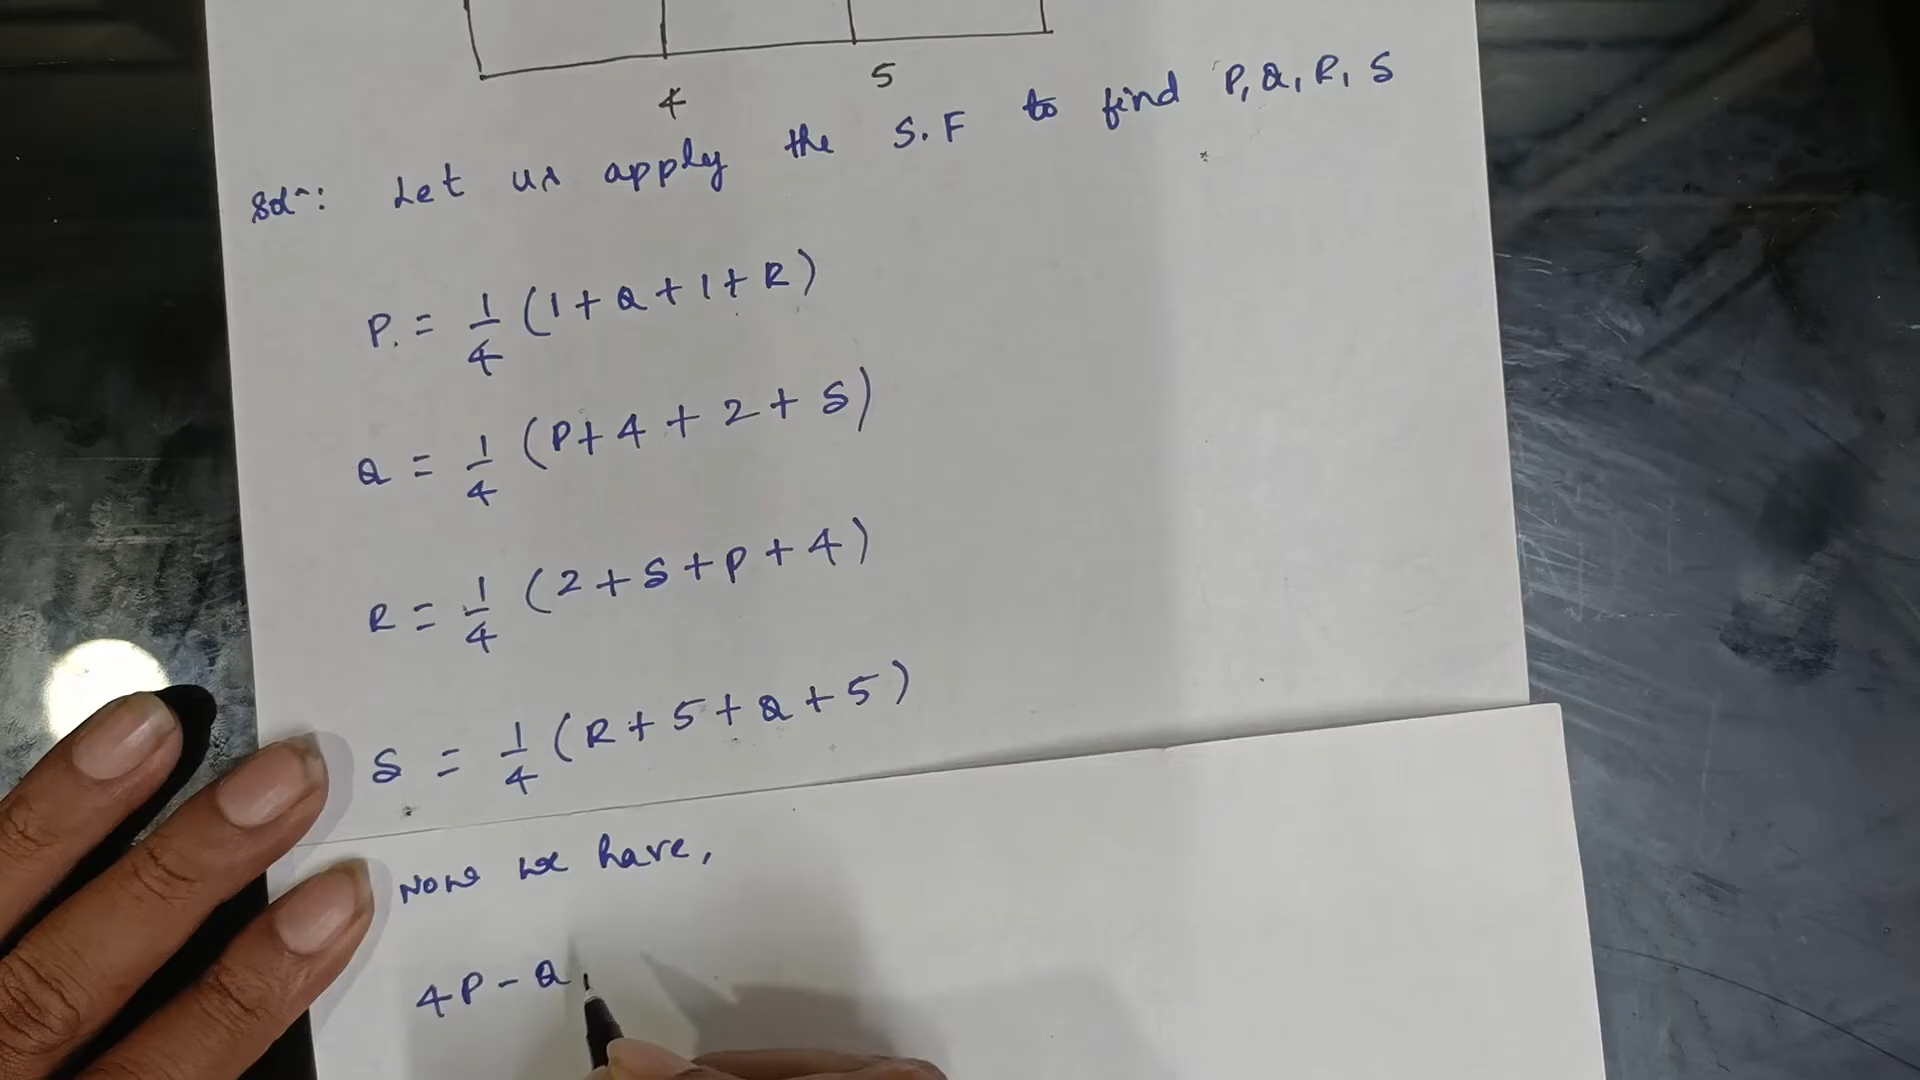 4 5
Soln: Let us apply the S.F to find P, Q, R, S
P. = 1/4 (1 + Q + 1 + R)
Q = 1/4 (P + 4 + 2 + S)
R = 1/4 (2 + S + P + 4)
S = 1/4 (R + 5 + Q + 5)
Now we have,
4P - Q